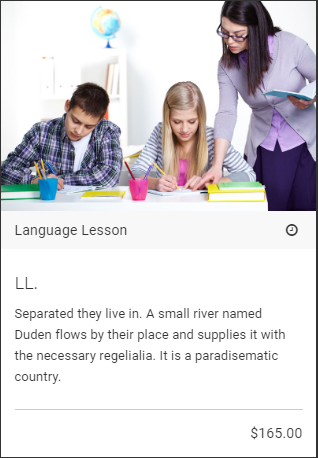 Language Lesson
LL.
Separated they live in. A small river named
Duden flows by their place and supplies it with
the necessary regelialia. It is a paradisematic
country.
$165.00